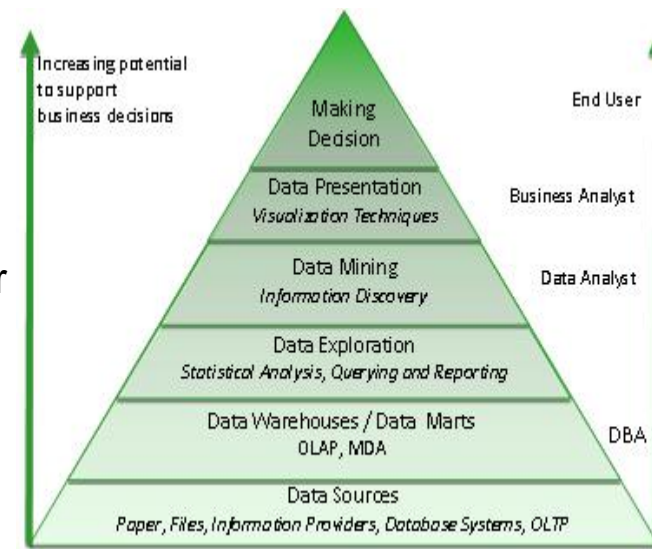 Increasing potential
to support
business decisions
End User
Making
Decision
Data Presentation
Visualization Techniques
Business Analyst
r
Data Mining
Information Discovery
Data Analyst
Data Exploration
Statistical Analysis, Querying and Reporting
Data Warehouses / Data Marts
OLAP, MDA
DBA
Data Sources
Paper, Files, Information Providers, Database Systems, OLTP